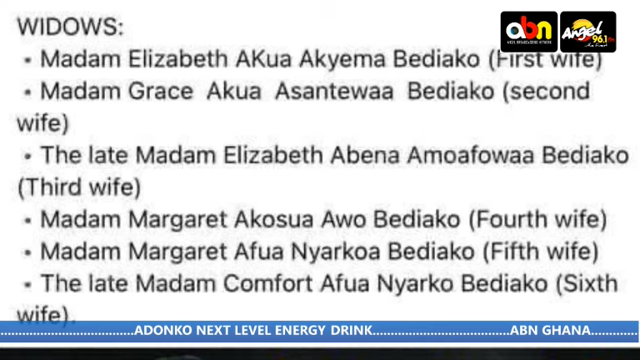 WIDOWS:
• Madam Elizabeth AKua Akyema Bediako (First wife)
• Madam Grace Akua Asantewaa Bediako (second
wife)
• The late Madam Elizabeth Abena Amoafowaa Bediako
(Third wife)
• Madam Margaret Akosua Awo Bediako (Fourth wife)
• Madam Margaret Afua Nyarkoa Bediako (Fifth wife)
• The late Madam Comfort Afua Nyarko Bediako (Sixth
wife).
abn
Angel
96.1 fm
ADONKO NEXT LEVEL ENERGY DRINK
ABN GHANA